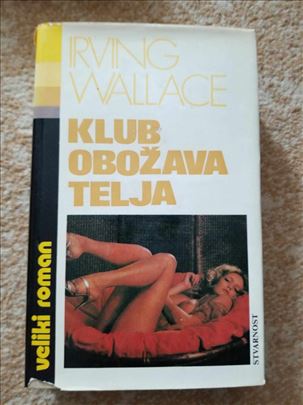 IRVING
WALLACE
KLUB
OBOŽAVA
TELJA
veliki roman
STVARNOST